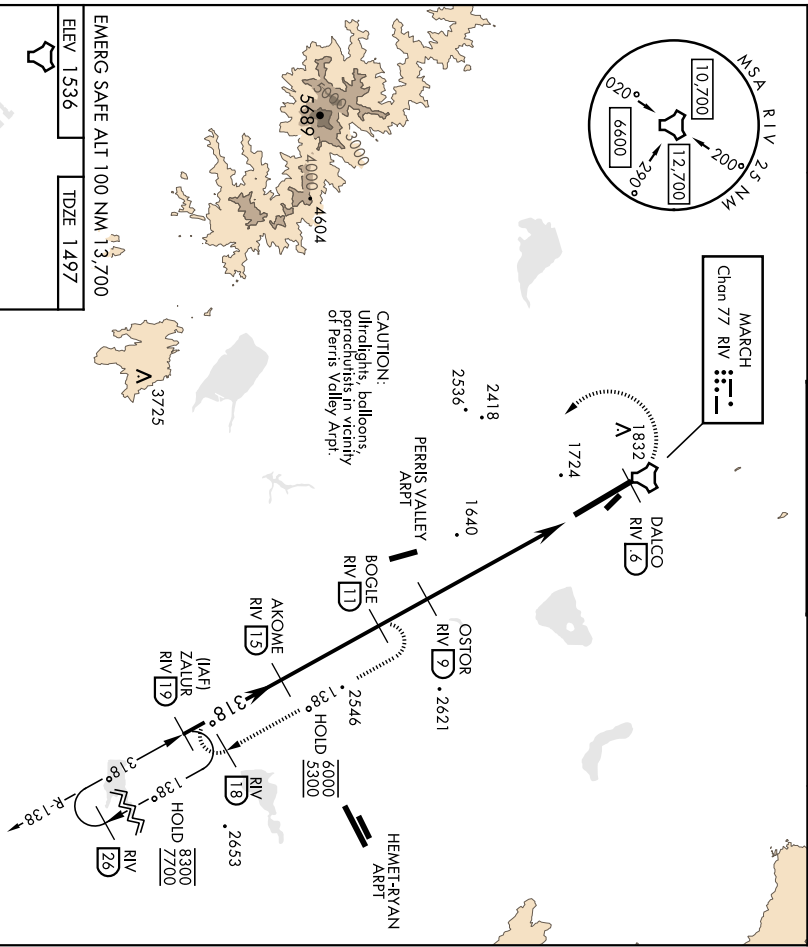 MSA RIV 25 NM
10,700
020°
6600
200°
12,700
290°
MARCH
Chan 77 RIV
5000
5689
3000
4000
4604
3725
CAUTION:
Ultralights, balloons,
parachutists in vicinity
of Perris Valley Arpt.
2536
2418
1832
1724
1640
DALCO
RIV .6
PERRIS VALLEY
ARPT
BOGLE
RIV 11
OSTOR
RIV 9
2621
AKOME
RIV 15
2546
138°
HOLD 6000
5300
(IAF)
ZALUR
RIV 19
318°
RIV
18
2653
HEMET-RYAN
ARPT
318°
138°
HOLD 8300
7700
R-138
RIV
26
EMERG SAFE ALT 100 NM 13,700
ELEV 1536
TDZE 1497